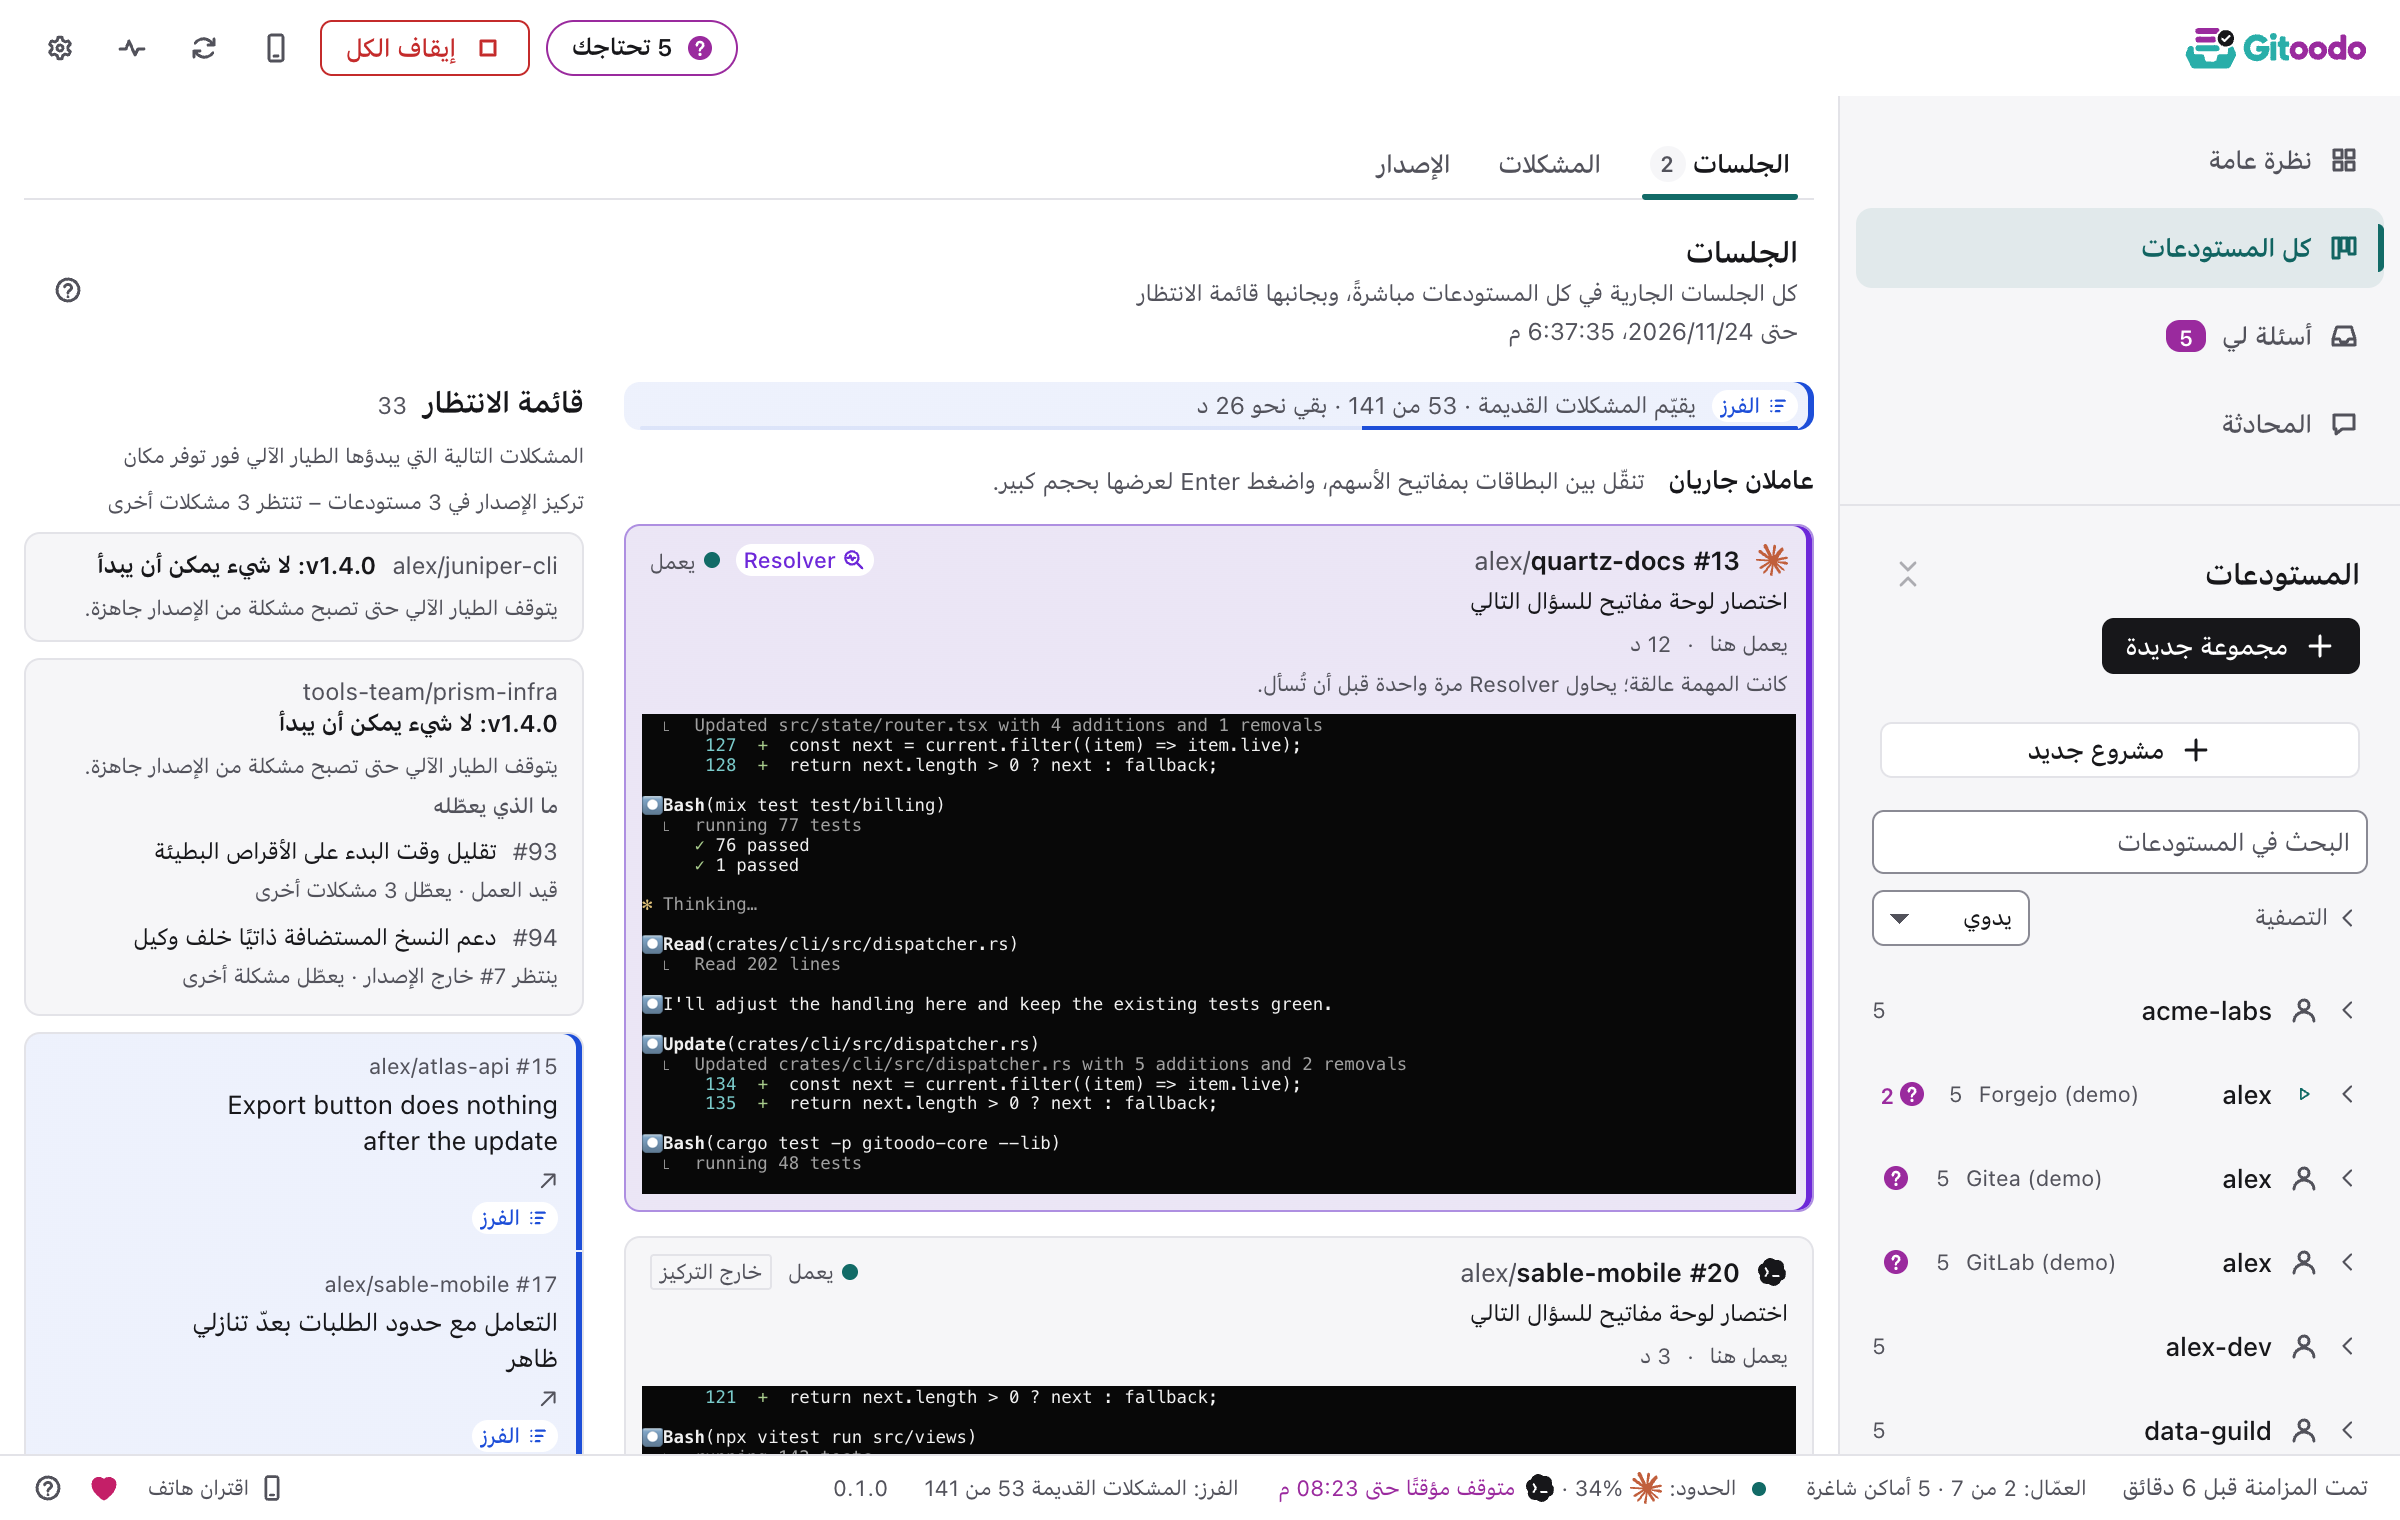 Gitoodo
5 تحتاجك
إيقاف الكل
نظرة عامة
كل المستودعات
أسئلة لي 5
المحادثة
المستودعات
مجموعة جديدة
مشروع جديد
البحث في المستودعات
التصفية
يدوي
acme-labs 5
alex Forgejo (demo) 5 2
alex Gitea (demo) 5
alex GitLab (demo) 5
alex-dev 5
data-guild 5
الجلسات 2
المشكلات
الإصدار
الجلسات
كل الجلسات الجارية في كل المستودعات مباشرةً، وبجانبها قائمة الانتظار
حتى 2026/11/24، 6:37:35 م
الفرز يقيّم المشكلات القديمة · 53 من 141 · بقي نحو 26 د
عاملان جاريان تنقّل بين البطاقات بمفاتيح الأسهم، واضغط Enter لعرضها بحجم كبير.
alex/quartz-docs #13 Resolver يعمل
اختصار لوحة مفاتيح للسؤال التالي
يعمل هنا · 12 د
كانت المهمة عالقة؛ يحاول Resolver مرة واحدة قبل أن تُسأل.
└ Updated src/state/router.tsx with 4 additions and 1 removals
127 + const next = current.filter((item) => item.live);
128 + return next.length > 0 ? next : fallback;
Bash(mix test test/billing)
└ running 77 tests
✓ 76 passed
✓ 1 passed
✻ Thinking…
Read(crates/cli/src/dispatcher.rs)
└ Read 202 lines
I'll adjust the handling here and keep the existing tests green.
Update(crates/cli/src/dispatcher.rs)
└ Updated crates/cli/src/dispatcher.rs with 5 additions and 2 removals
134 + const next = current.filter((item) => item.live);
135 + return next.length > 0 ? next : fallback;
Bash(cargo test -p gitoodo-core --lib)
└ running 48 tests
alex/sable-mobile #20 يعمل خارج التركيز
اختصار لوحة مفاتيح للسؤال التالي
يعمل هنا · 3 د
121 + return next.length > 0 ? next : fallback;
Bash(npx vitest run src/views)
قائمة الانتظار 33
المشكلات التالية التي يبدؤها الطيار الآلي فور توفر مكان
تركيز الإصدار في 3 مستودعات – تنتظر 3 مشكلات أخرى
alex/juniper-cli v1.4.0: لا شيء يمكن أن يبدأ
يتوقف الطيار الآلي حتى تصبح مشكلة من الإصدار جاهزة.
tools-team/prism-infra
v1.4.0: لا شيء يمكن أن يبدأ
يتوقف الطيار الآلي حتى تصبح مشكلة من الإصدار جاهزة.
ما الذي يعطّله
#93 تقليل وقت البدء على الأقراص البطيئة
قيد العمل · يعطّل 3 مشكلات أخرى
#94 دعم النسخ المستضافة ذاتيًا خلف وكيل
ينتظر #7 خارج الإصدار · يعطّل مشكلة أخرى
alex/atlas-api #15
Export button does nothing
after the update
الفرز
alex/sable-mobile #17
التعامل مع حدود الطلبات بعدّ تنازلي
ظاهر
الفرز
تمت المزامنة قبل 6 دقائق
العمّال: 2 من 7 · 5 أماكن شاغرة
الحدود: 34% · متوقف مؤقتًا حتى 08:23 م
الفرز: المشكلات القديمة 53 من 141
0.1.0
اقتران هاتف